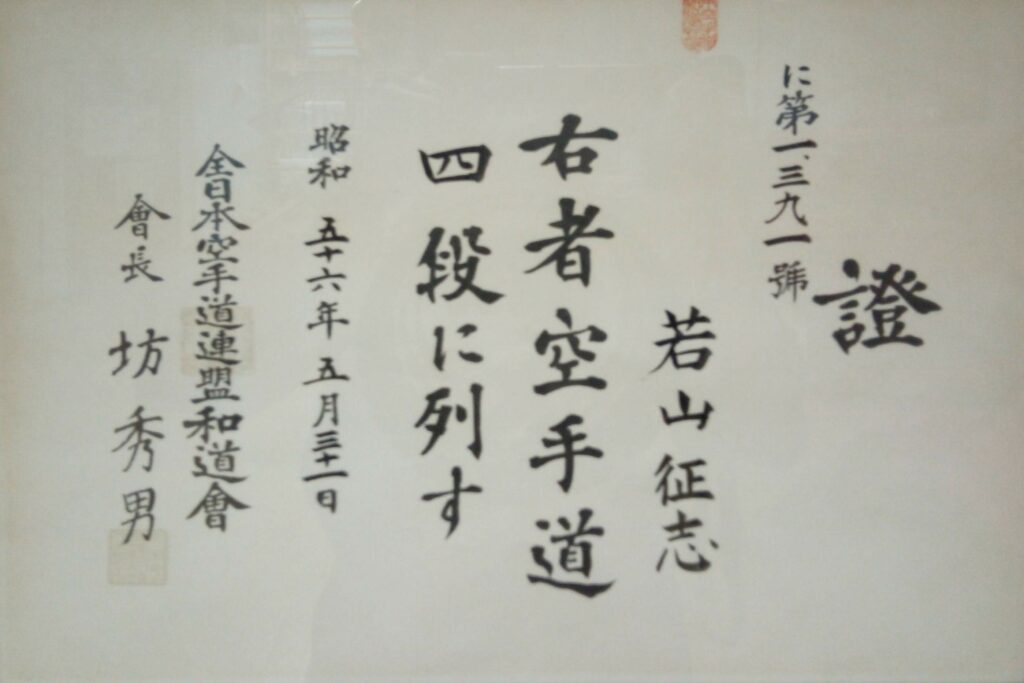 證
に第一、三九一號
若山征志
右者空手道
四段に列す
昭和 五十六年 五月三十一日
全日本空手道連盟和道會
會長 坊秀男